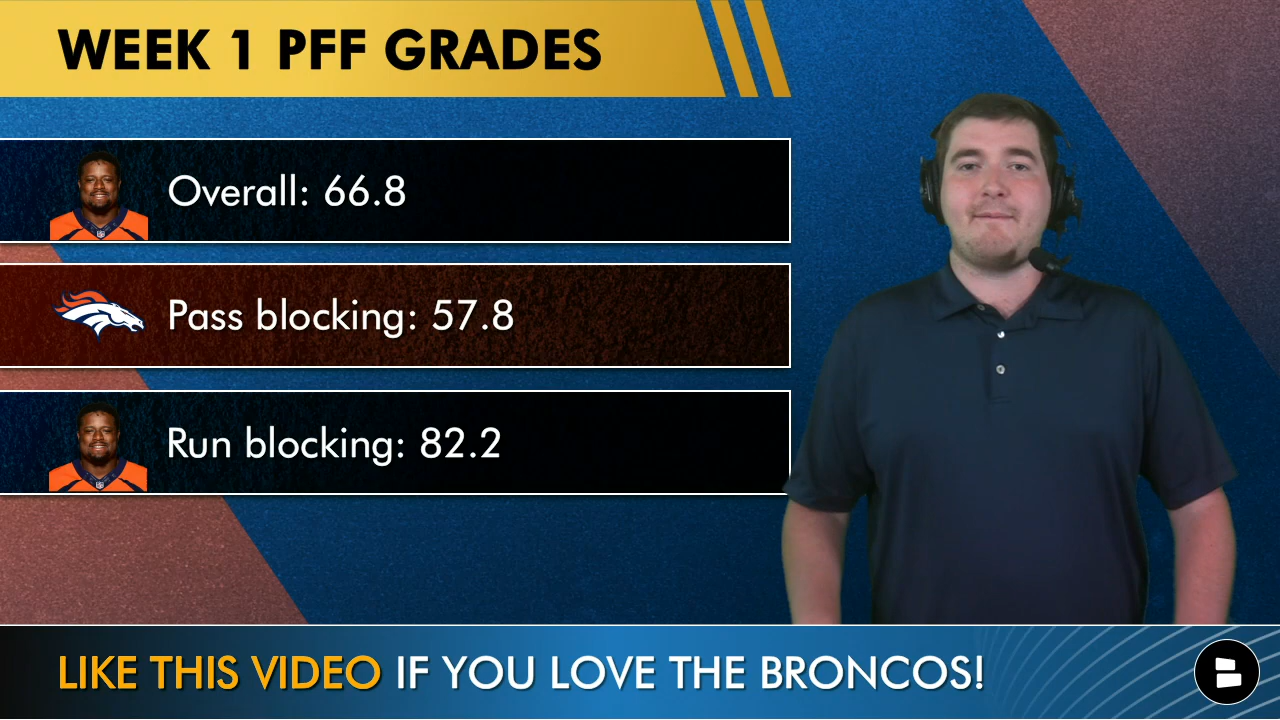 WEEK 1 PFF GRADES
Overall: 66.8
Pass blocking: 57.8
Run blocking: 82.2
LIKE THIS VIDEO IF YOU LOVE THE BRONCOS!